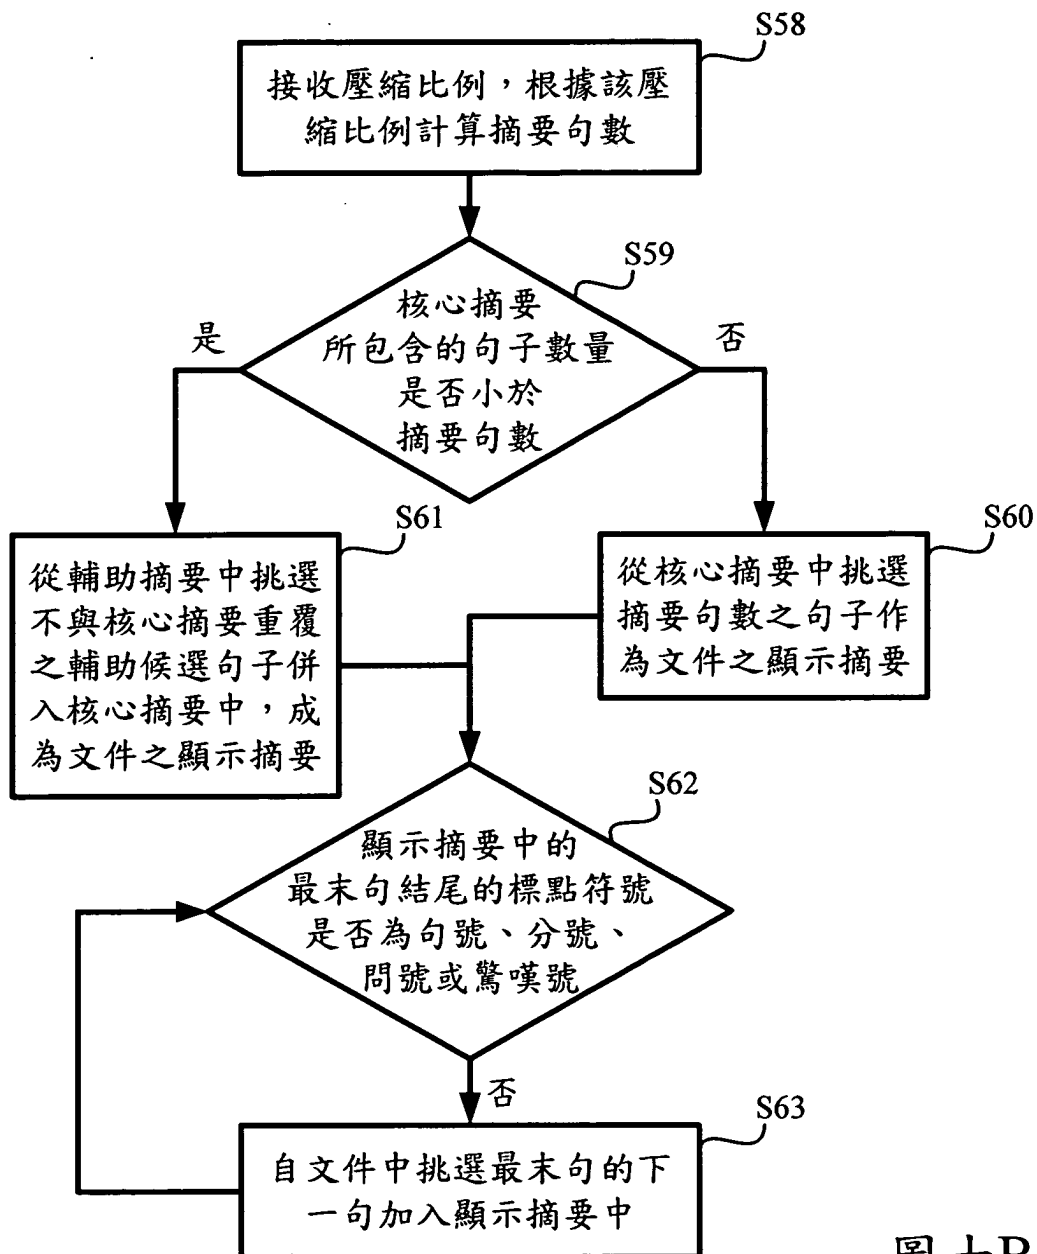 S58
接收壓縮比例，根據該壓
縮比例計算摘要句數
S59
核心摘要
所包含的句子數量
是否小於
摘要句數
是
否
S61
從輔助摘要中挑選
不與核心摘要重覆
之輔助候選句子併
入核心摘要中，成
為文件之顯示摘要
S60
從核心摘要中挑選
摘要句數之句子作
為文件之顯示摘要
S62
顯示摘要中的
最末句結尾的標點符號
是否為句號、分號、
問號或驚嘆號
否
S63
自文件中挑選最末句的下
一句加入顯示摘要中